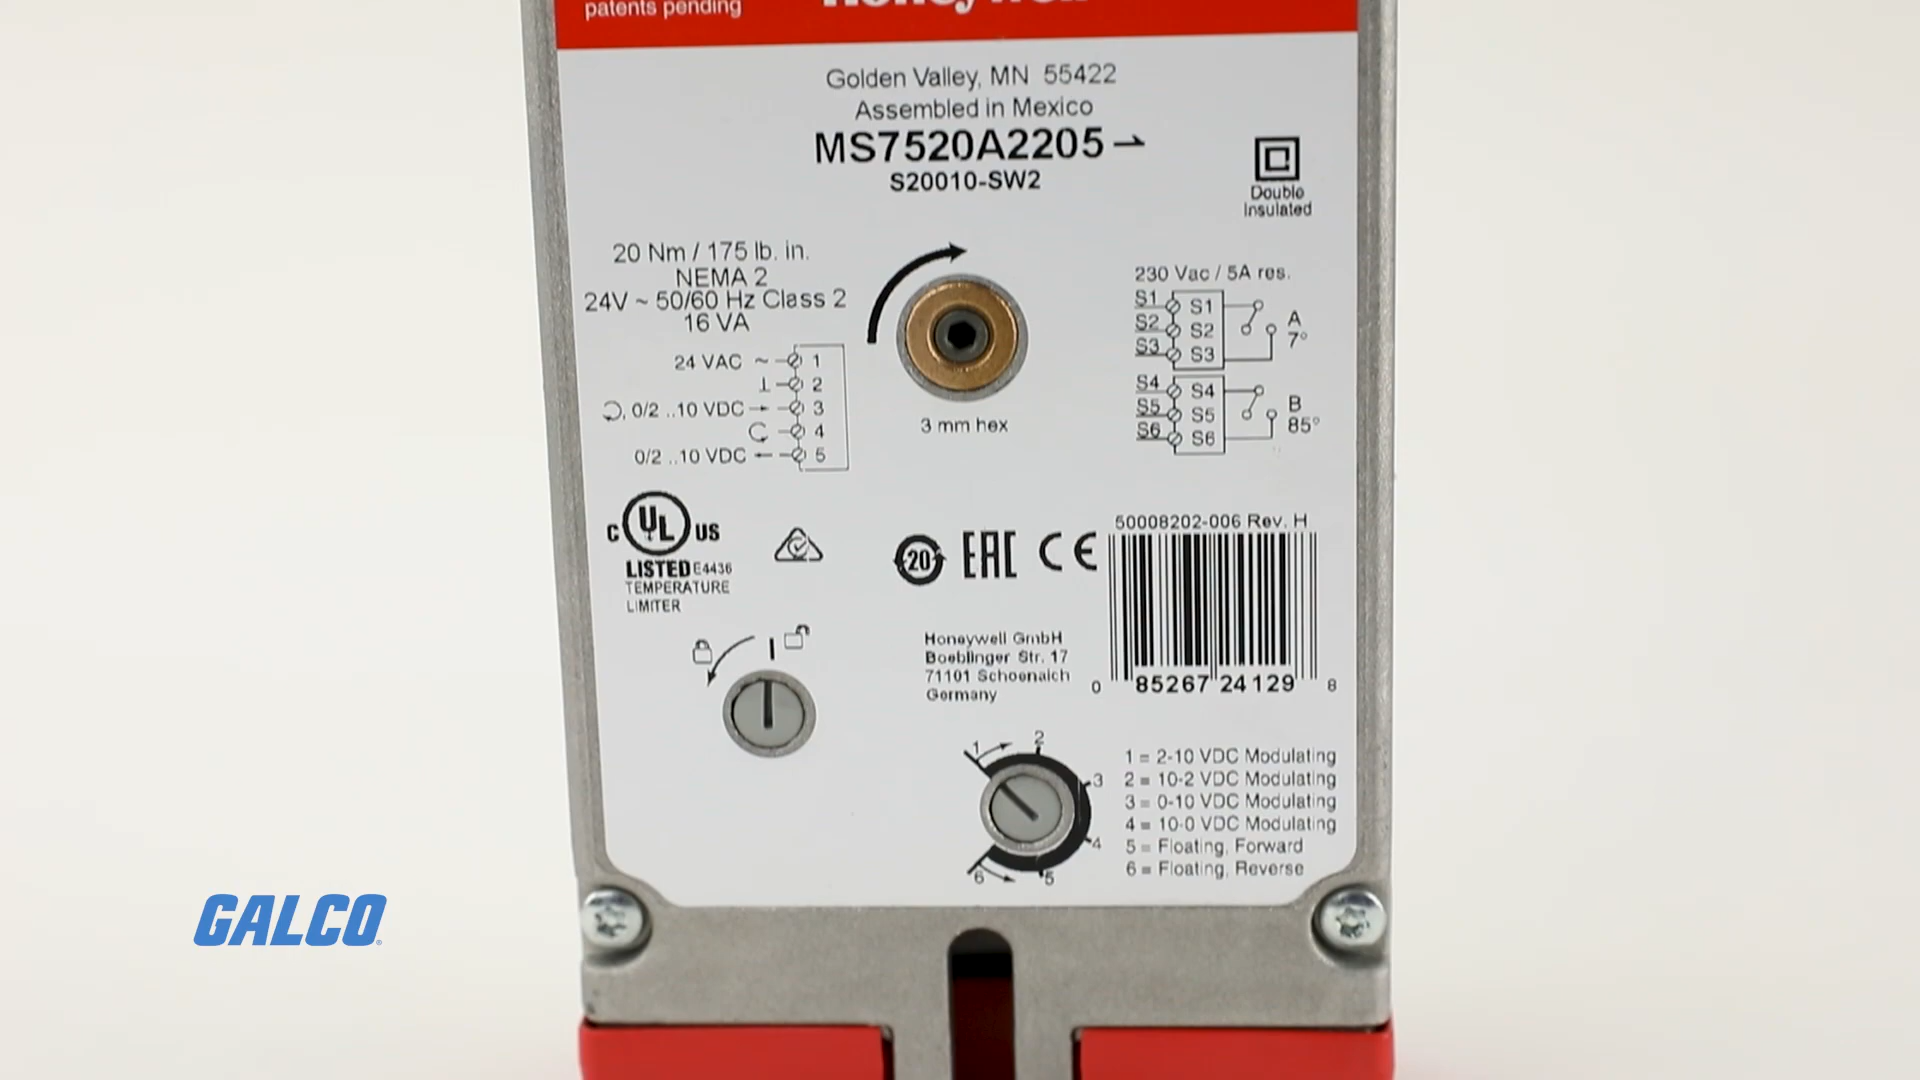 patents pending
Honeywell
Golden Valley, MN 55422
Assembled in Mexico
MS7520A2205
S20010-SW2
Double
Insulated
20 Nm / 175 lb. in.
NEMA 2
24V ~ 50/60 Hz Class 2
16 VA
24 VAC ~ 1
2
0/2 ..10 VDC 3
4
0/2 ..10 VDC 5
3 mm hex
230 Vac / 5A res.
S1 S1
S2 S2
S3 S3
A
7°
S4 S4
S5 S5
S6 S6
B
85°
C UL US
LISTED E4436
TEMPERATURE
LIMITER
20 EAC CE
50008202-006 Rev. H
0 85267 24129 8
Honeywell GmbH
Boeblinger Str. 17
71101 Schoenaich
Germany
1
2
3
4
5
6
1 = 2-10 VDC Modulating
2 = 10-2 VDC Modulating
3 = 0-10 VDC Modulating
4 = 10-0 VDC Modulating
5 = Floating, Forward
6 = Floating, Reverse
GALCO